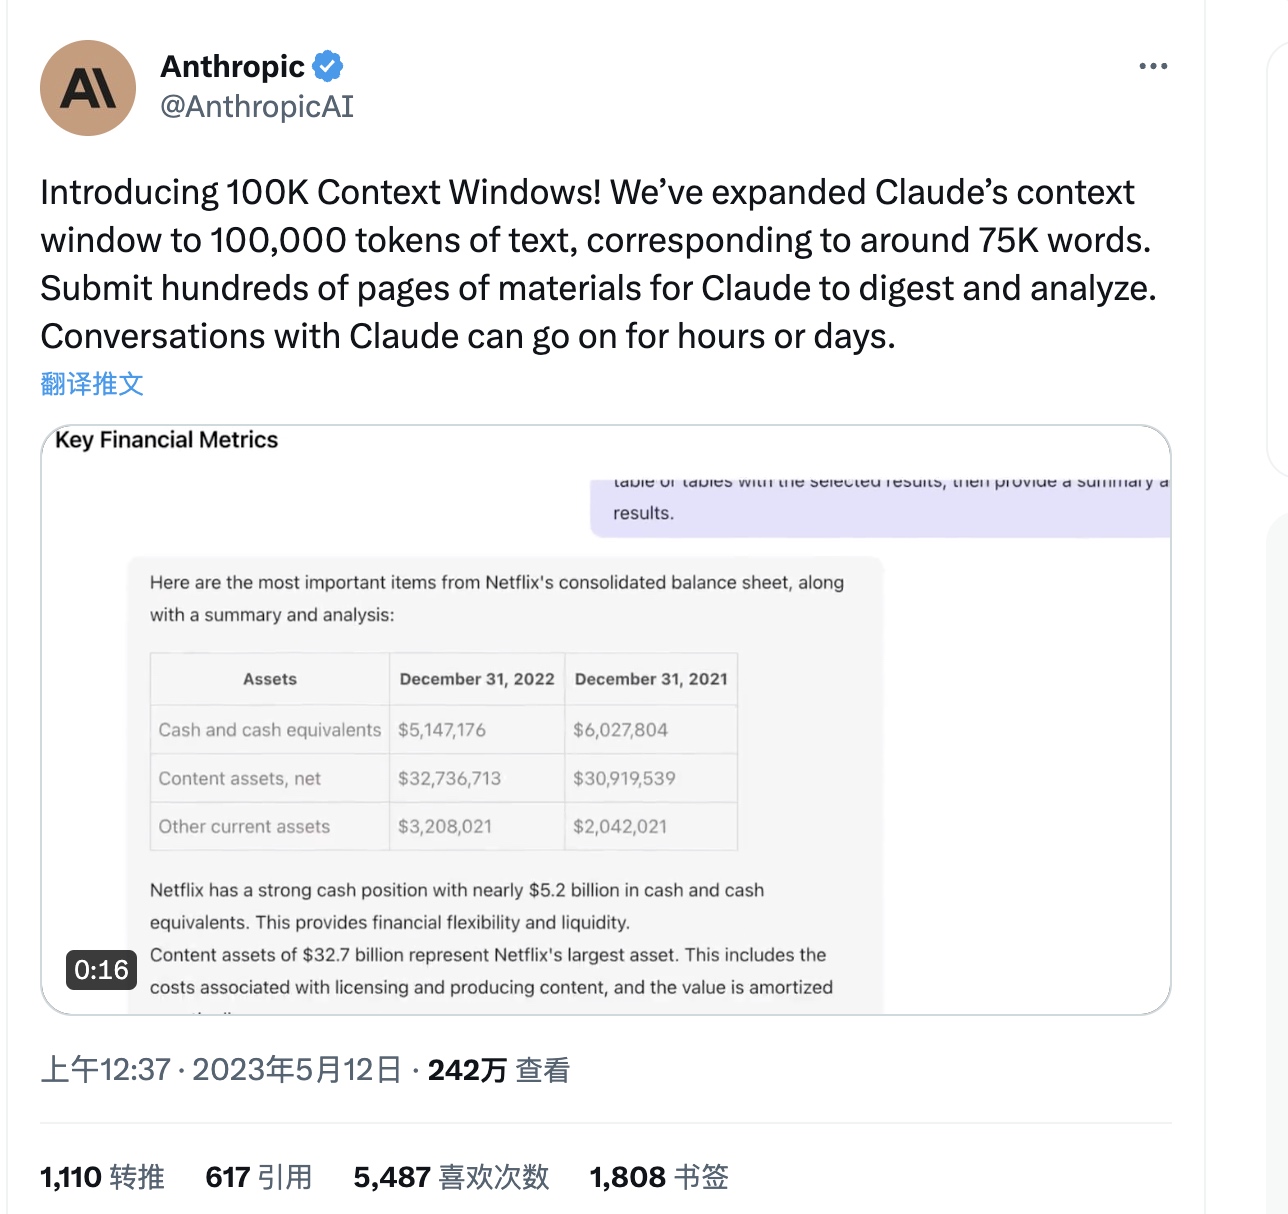 Anthropic
@AnthropicAI
Introducing 100K Context Windows! We’ve expanded Claude’s context
window to 100,000 tokens of text, corresponding to around 75K words.
Submit hundreds of pages of materials for Claude to digest and analyze.
Conversations with Claude can go on for hours or days.
翻译推文
Key Financial Metrics
table or tables with the selected results, then provide a summary a
results.
Here are the most important items from Netflix's consolidated balance sheet, along
with a summary and analysis:
Assets December 31, 2022 December 31, 2021
Cash and cash equivalents $5,147,176 $6,027,804
Content assets, net $32,736,713 $30,919,539
Other current assets $3,208,021 $2,042,021
Netflix has a strong cash position with nearly $5.2 billion in cash and cash
equivalents. This provides financial flexibility and liquidity.
Content assets of $32.7 billion represent Netflix's largest asset. This includes the
costs associated with licensing and producing content, and the value is amortized
0:16
上午12:37 · 2023年5月12日 · 242万 查看
1,110 转推 617 引用 5,487 喜欢次数 1,808 书签